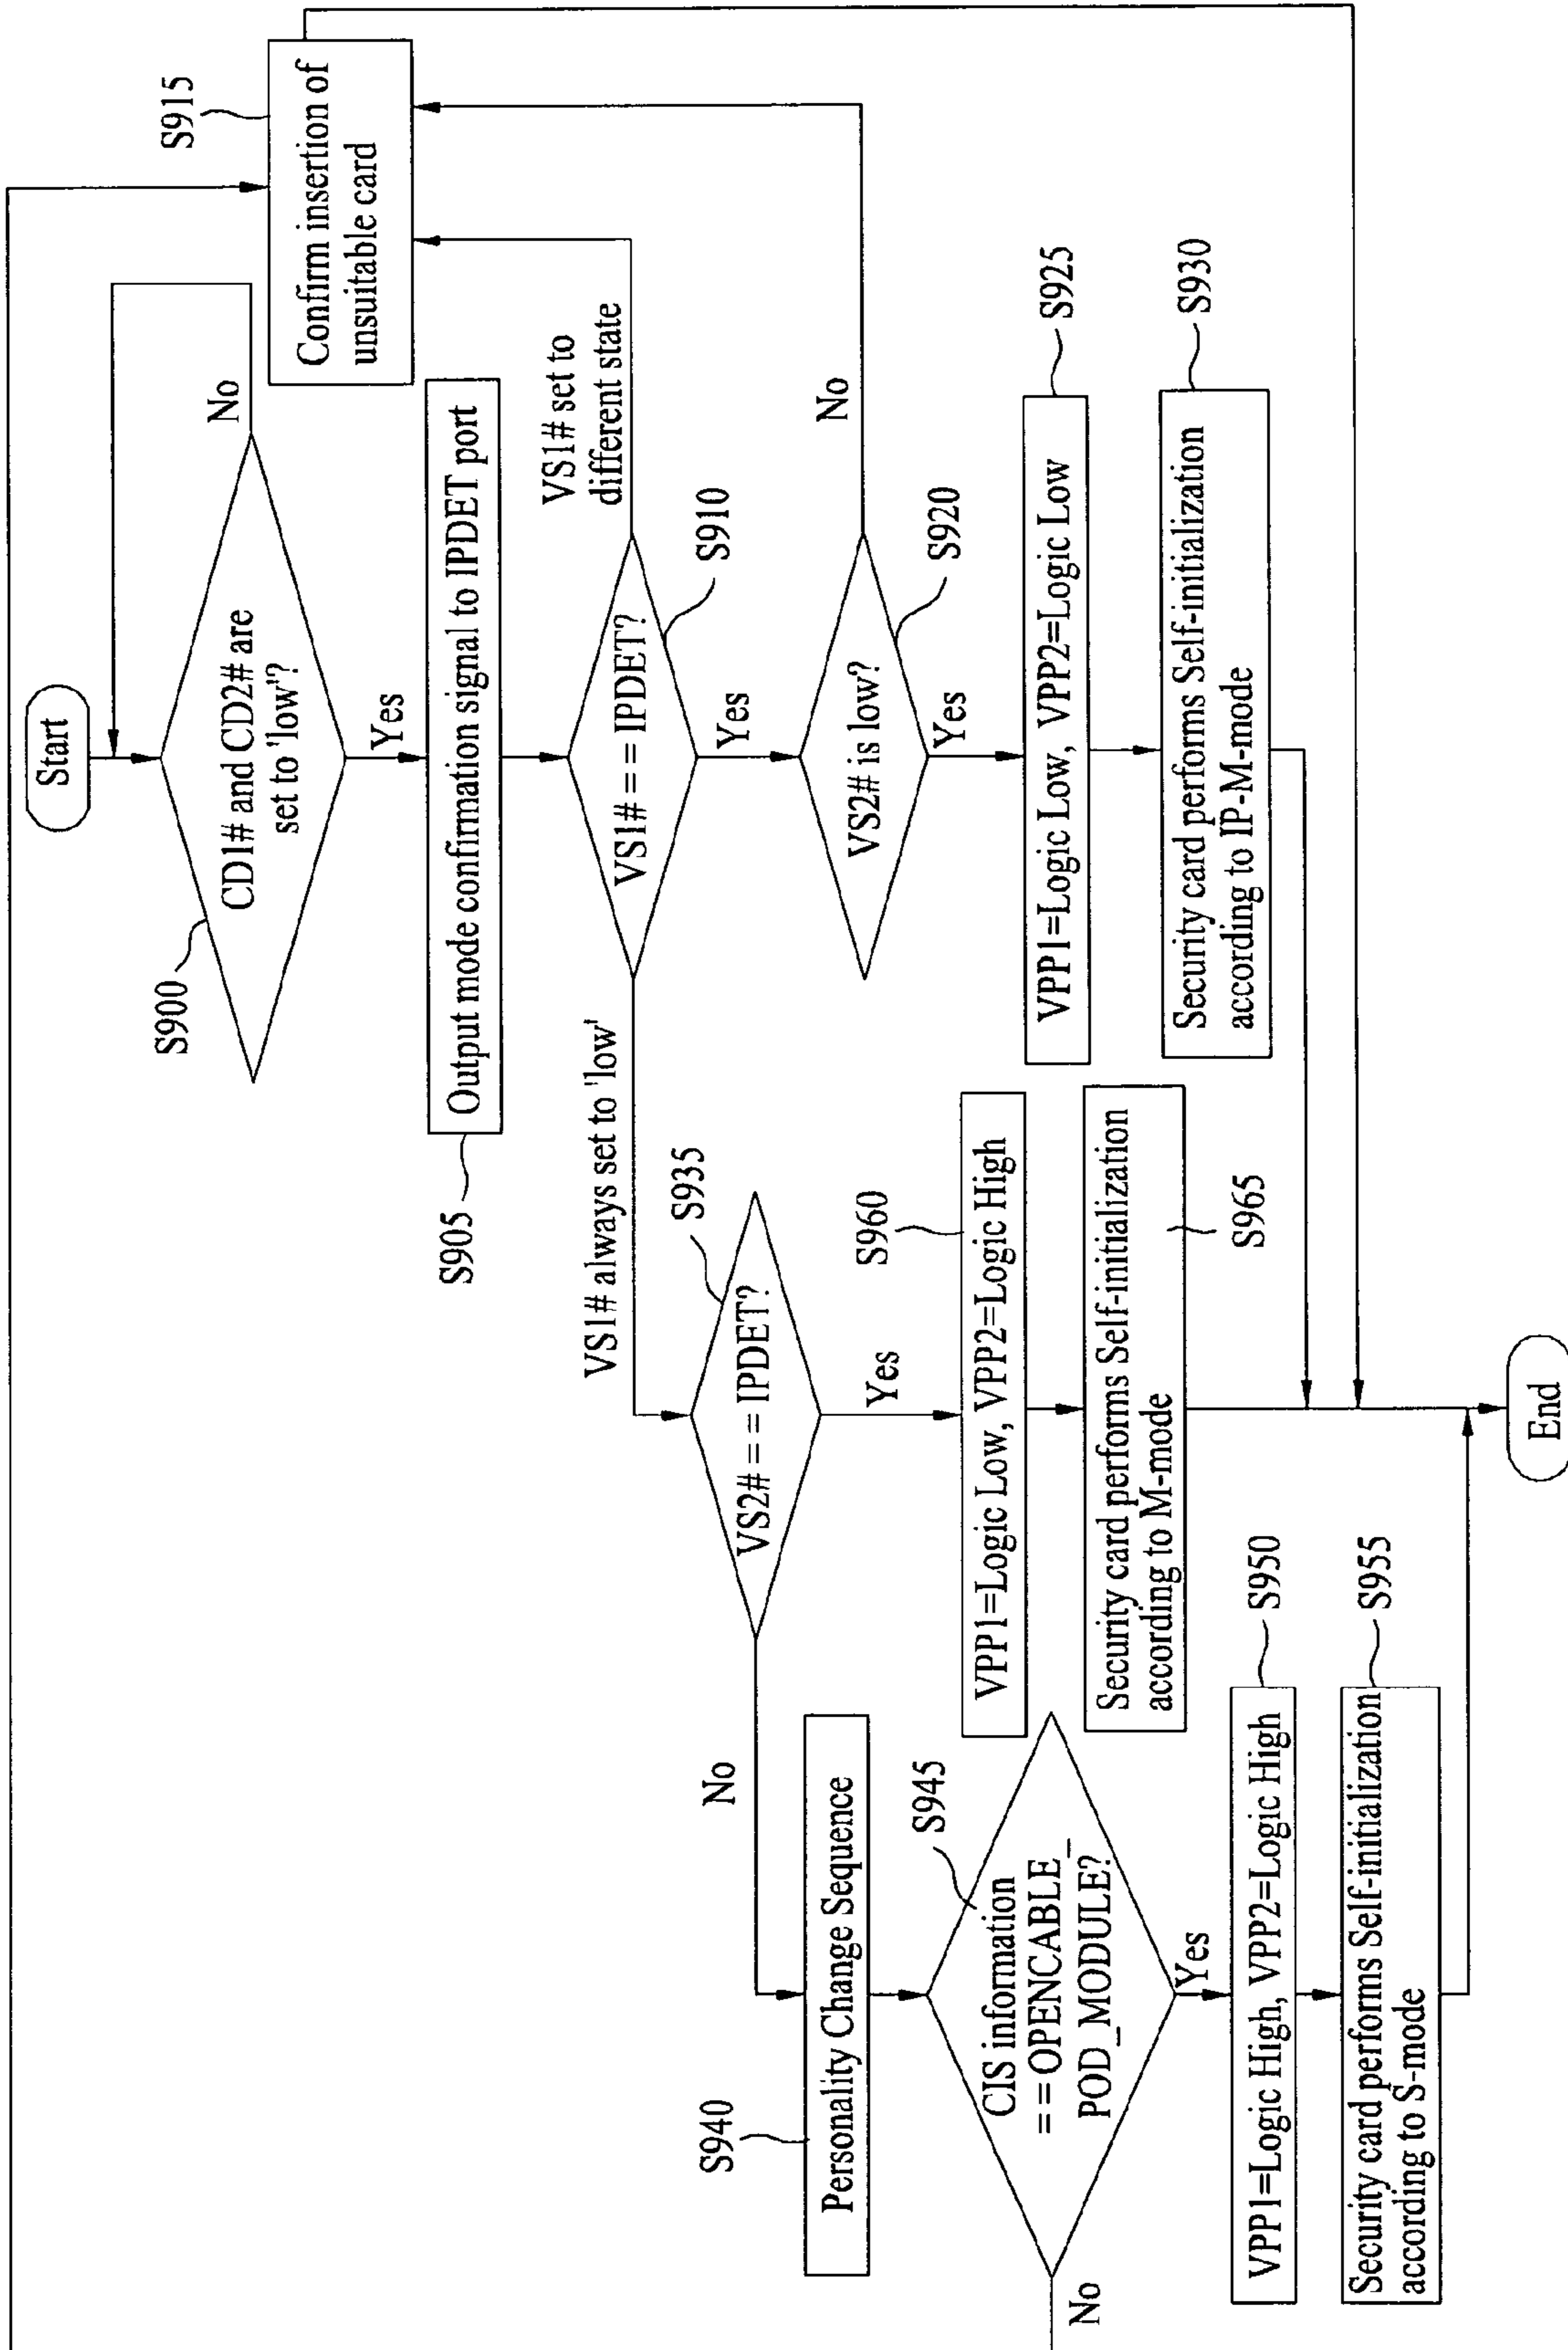 Start
S900
CD1# and CD2# are
set to 'low'?
No
Yes
S905
Output mode confirmation signal to IPDET port
S915
Confirm insertion of
unsuitable card
VS1# always set to 'low'
VS1# = = IPDET?
S910
VS1# set to
different state
Yes
S935
VS2# = = IPDET?
Yes
No
VS2# is low?
S920
No
Yes
S940
Personality Change Sequence
S960
VPP1=Logic Low, VPP2=Logic High
VPP1=Logic Low, VPP2=Logic Low
S925
S945
CIS information
= = OPENCABLE_
POD_MODULE?
No
Yes
Security card performs Self-initialization
according to M-mode
S965
Security card performs Self-initialization
according to IP-M-mode
S930
VPP1=Logic High, VPP2=Logic High
S950
Security card performs Self-initialization
according to S-mode
S955
End